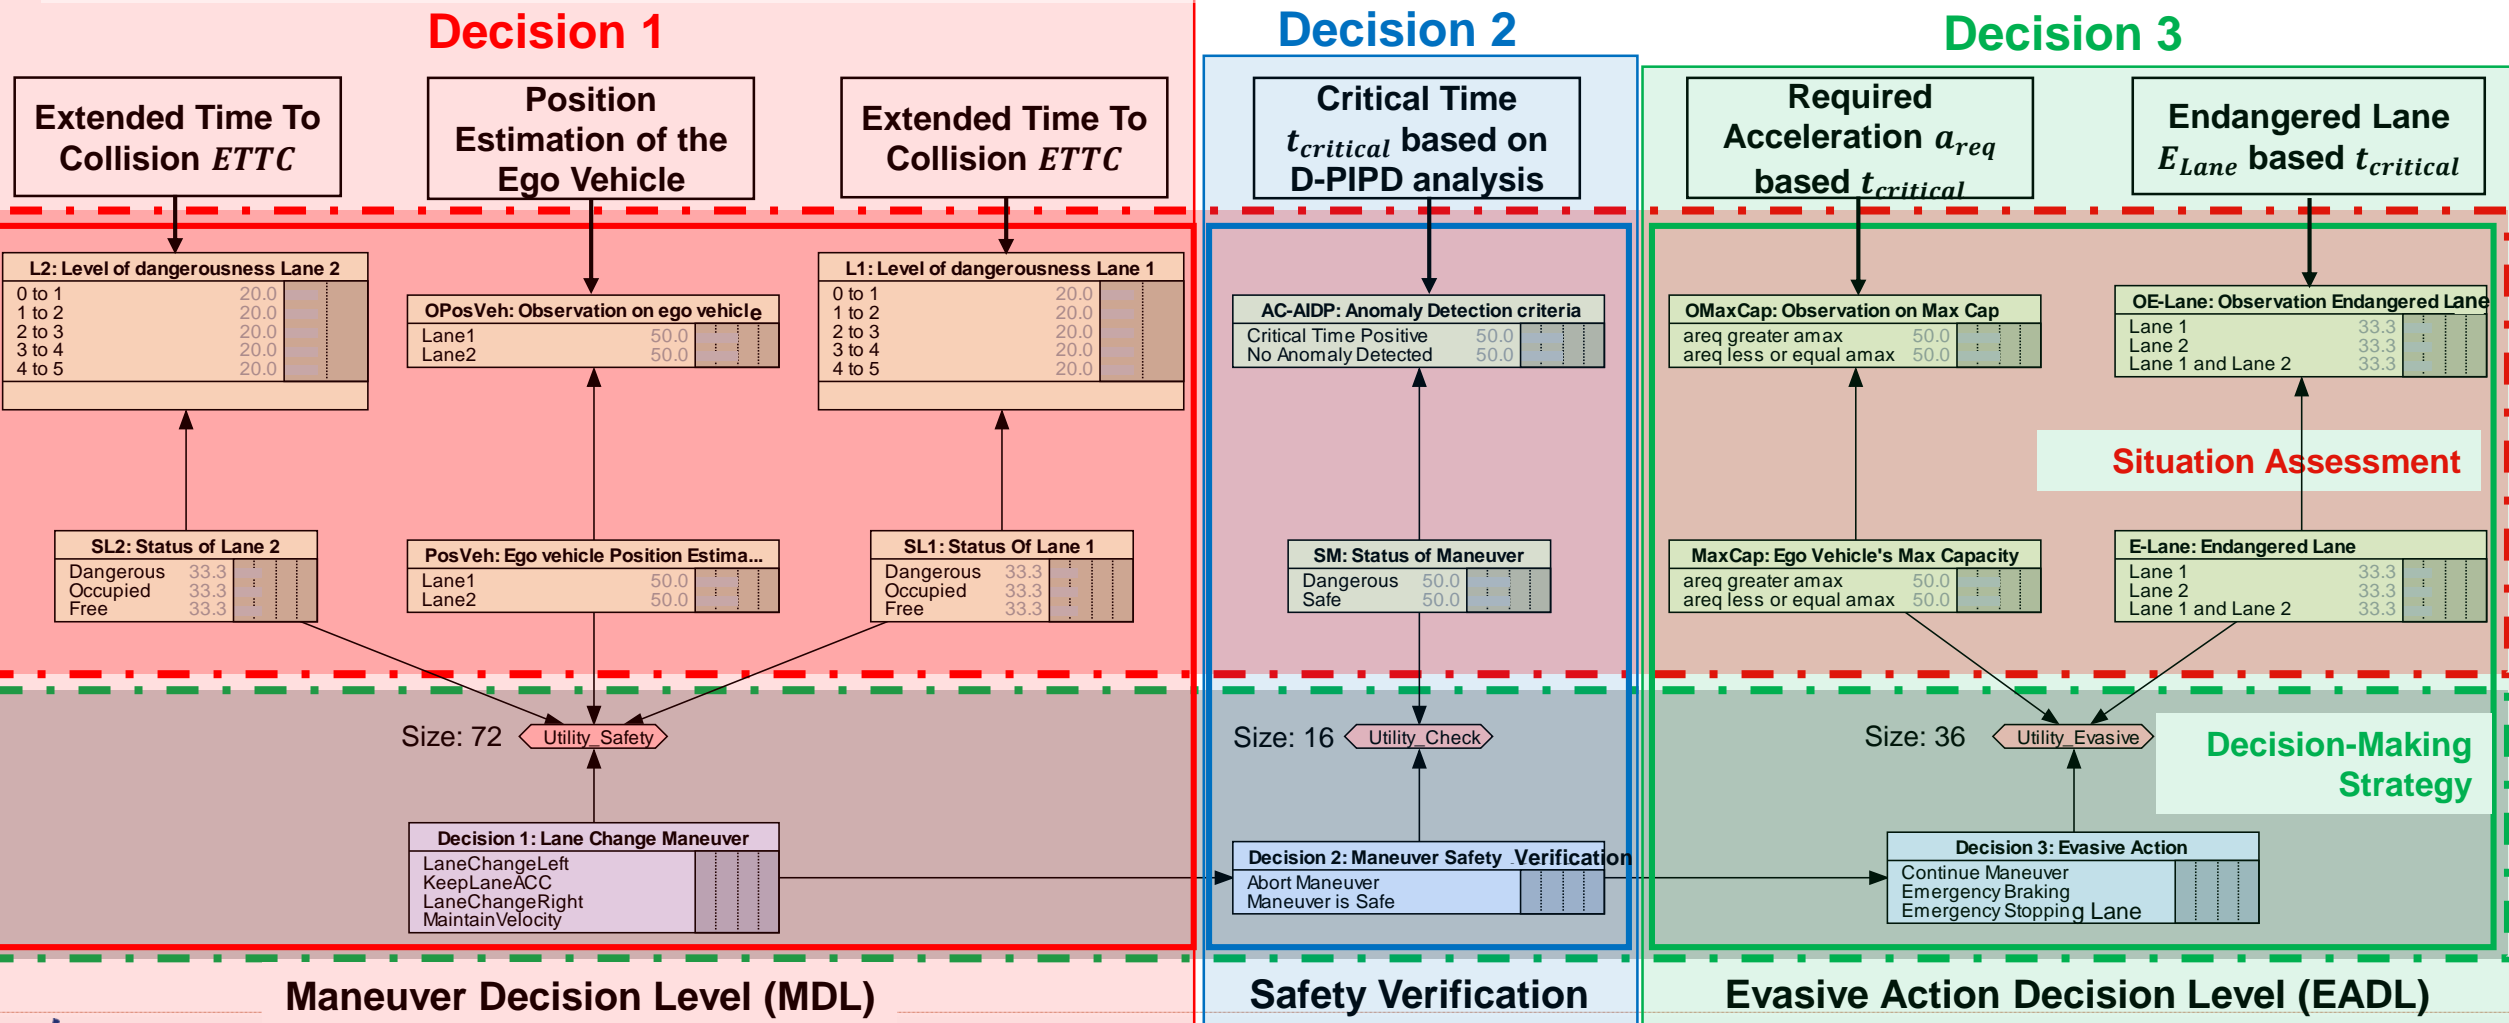 Decision 1
Decision 2
Decision 3
Extended Time To
Collision ETTC
Position
Estimation of the
Ego Vehicle
Extended Time To
Collision ETTC
Critical Time
t_critical based on
D-PIPD analysis
Required
Acceleration a_req
based t_critical
Endangered Lane
E_Lane based t_critical
L2: Level of dangerousness Lane 2
0 to 1 20.0
1 to 2 20.0
2 to 3 20.0
3 to 4 20.0
4 to 5 20.0
OPosVeh: Observation on ego vehicle
Lane1 50.0
Lane2 50.0
L1: Level of dangerousness Lane 1
0 to 1 20.0
1 to 2 20.0
2 to 3 20.0
3 to 4 20.0
4 to 5 20.0
AC-AIDP: Anomaly Detection criteria
Critical Time Positive 50.0
No Anomaly Detected 50.0
OMaxCap: Observation on Max Cap
areq greater amax 50.0
areq less or equal amax 50.0
OE-Lane: Observation Endangered Lane
Lane 1 33.3
Lane 2 33.3
Lane 1 and Lane 2 33.3
Situation Assessment
SL2: Status of Lane 2
Dangerous 33.3
Occupied 33.3
Free 33.3
PosVeh: Ego vehicle Position Estima...
Lane1 50.0
Lane2 50.0
SL1: Status Of Lane 1
Dangerous 33.3
Occupied 33.3
Free 33.3
SM: Status of Maneuver
Dangerous 50.0
Safe 50.0
MaxCap: Ego Vehicle's Max Capacity
areq greater amax 50.0
areq less or equal amax 50.0
E-Lane: Endangered Lane
Lane 1 33.3
Lane 2 33.3
Lane 1 and Lane 2 33.3
Size: 72 Utility_Safety
Size: 16 Utility_Check
Size: 36 Utility_Evasive
Decision-Making
Strategy
Decision 1: Lane Change Maneuver
LaneChangeLeft
KeepLaneACC
LaneChangeRight
MaintainVelocity
Decision 2: Maneuver Safety Verification
Abort Maneuver
Maneuver is Safe
Decision 3: Evasive Action
Continue Maneuver
Emergency Braking
Emergency Stopping Lane
Maneuver Decision Level (MDL)
Safety Verification
Evasive Action Decision Level (EADL)